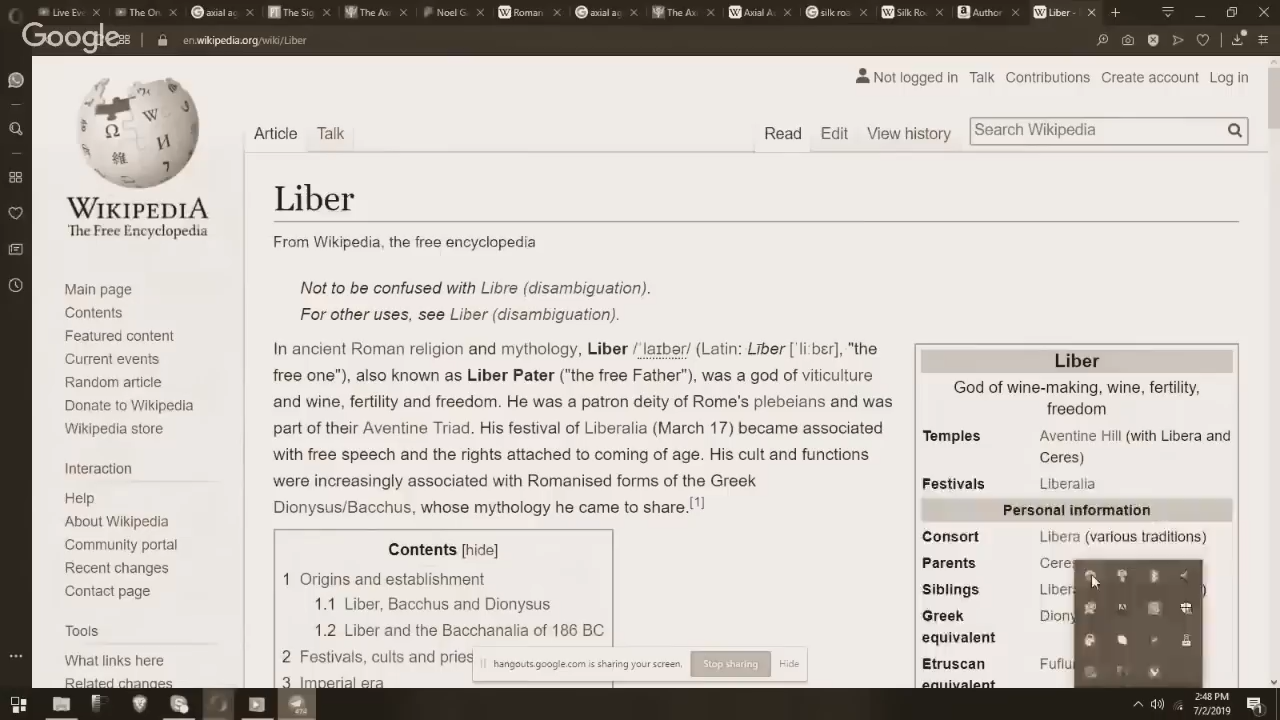 Live Eve
The On
axial ag
The Sig
The Ax
Noel G
Roman
axial ag
The Ax
Axial A
silk roa
Silk Ro
Author
Liber -
Google
en.wikipedia.org/wiki/Liber
Not logged in Talk Contributions Create account Log in
Article Talk Read Edit View history Search Wikipedia
WIKIPEDIA
The Free Encyclopedia
Main page
Contents
Featured content
Current events
Random article
Donate to Wikipedia
Wikipedia store
Interaction
Help
About Wikipedia
Community portal
Recent changes
Contact page
Tools
What links here
Related changes
Liber
From Wikipedia, the free encyclopedia
Not to be confused with Libre (disambiguation).
For other uses, see Liber (disambiguation).
In ancient Roman religion and mythology, Liber /ˈlaɪbər/ (Latin: Līber [ˈliːbɛr], "the
free one"), also known as Liber Pater ("the free Father"), was a god of viticulture
and wine, fertility and freedom. He was a patron deity of Rome's plebeians and was
part of their Aventine Triad. His festival of Liberalia (March 17) became associated
with free speech and the rights attached to coming of age. His cult and functions
were increasingly associated with Romanised forms of the Greek
Dionysus/Bacchus, whose mythology he came to share.[1]
Contents [hide]
1 Origins and establishment
1.1 Liber, Bacchus and Dionysus
1.2 Liber and the Bacchanalia of 186 BC
2 Festivals, cults and pries
3 Imperial era
Liber
God of wine-making, wine, fertility,
freedom
Temples Aventine Hill (with Libera and
Ceres)
Festivals Liberalia
Personal information
Consort Libera (various traditions)
Parents Ceres
Siblings Liber
Greek Diony
equivalent
Etruscan Fuflu
equivalent
hangouts.google.com is sharing your screen. Stop sharing Hide
2:48 PM
7/2/2019